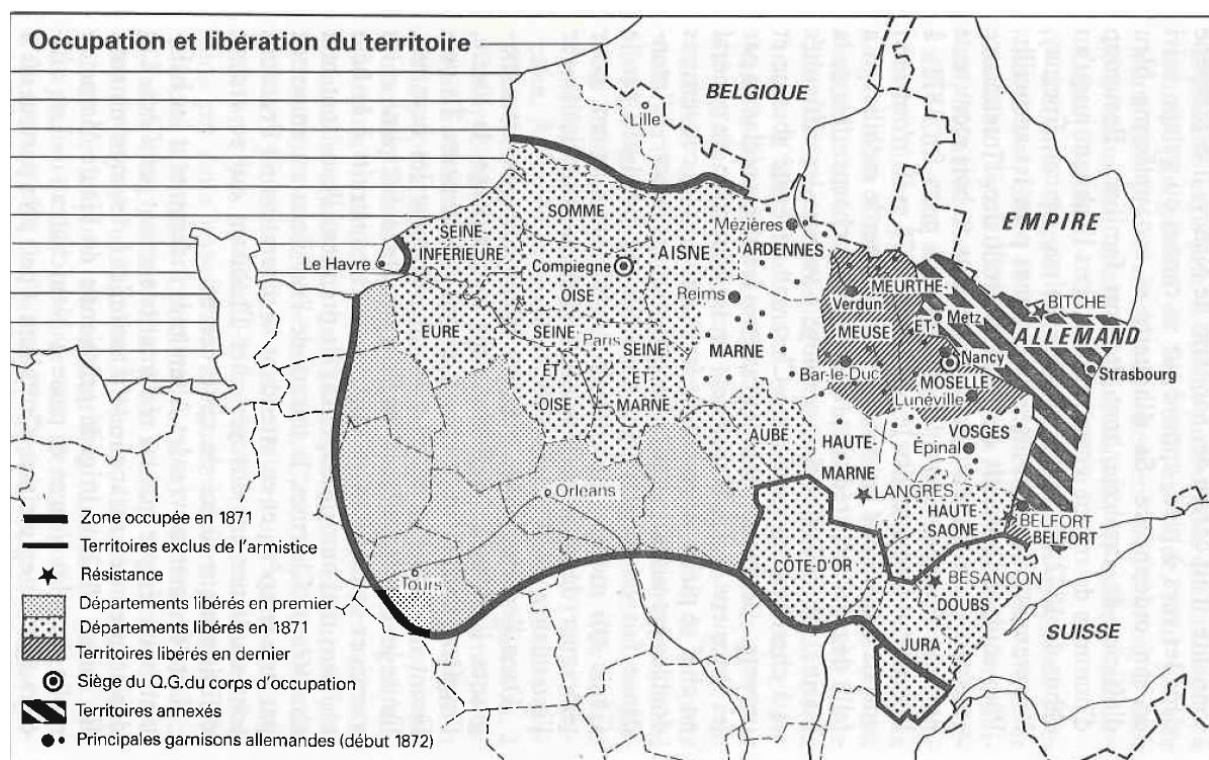 Occupation et libération du territoire
BELGIQUE
Lille
EMPIRE
ALLEMAND
SOMME
SEINE
INFÉRIEURE
Le Havre
Compiegne
AISNE
Mézières
ARDENNES
OISE
Reims
EURE
SEINE
ET
OISE
Paris
SEINE
ET
MARNE
MARNE
Verdun
MEUSE
MEURTHE-
ET
MOSELLE
Metz
BITCHE
Nancy
Strasbourg
Bar-le-Duc
Lunéville
AUBE
HAUTE-
MARNE
VOSGES
Épinal
Orleans
LANGRES
HAUTE
SAONE
BELFORT
BELFORT
Tours
CÔTE-D'OR
BESANCON
DOUBS
JURA
SUISSE
Zone occupée en 1871
Territoires exclus de l'armistice
Résistance
Départements libérés en premier
Départements libérés en 1871
Territoires libérés en dernier
Siège du Q.G.du corps d'occupation
Territoires annexés
Principales garnisons allemandes (début 1872)